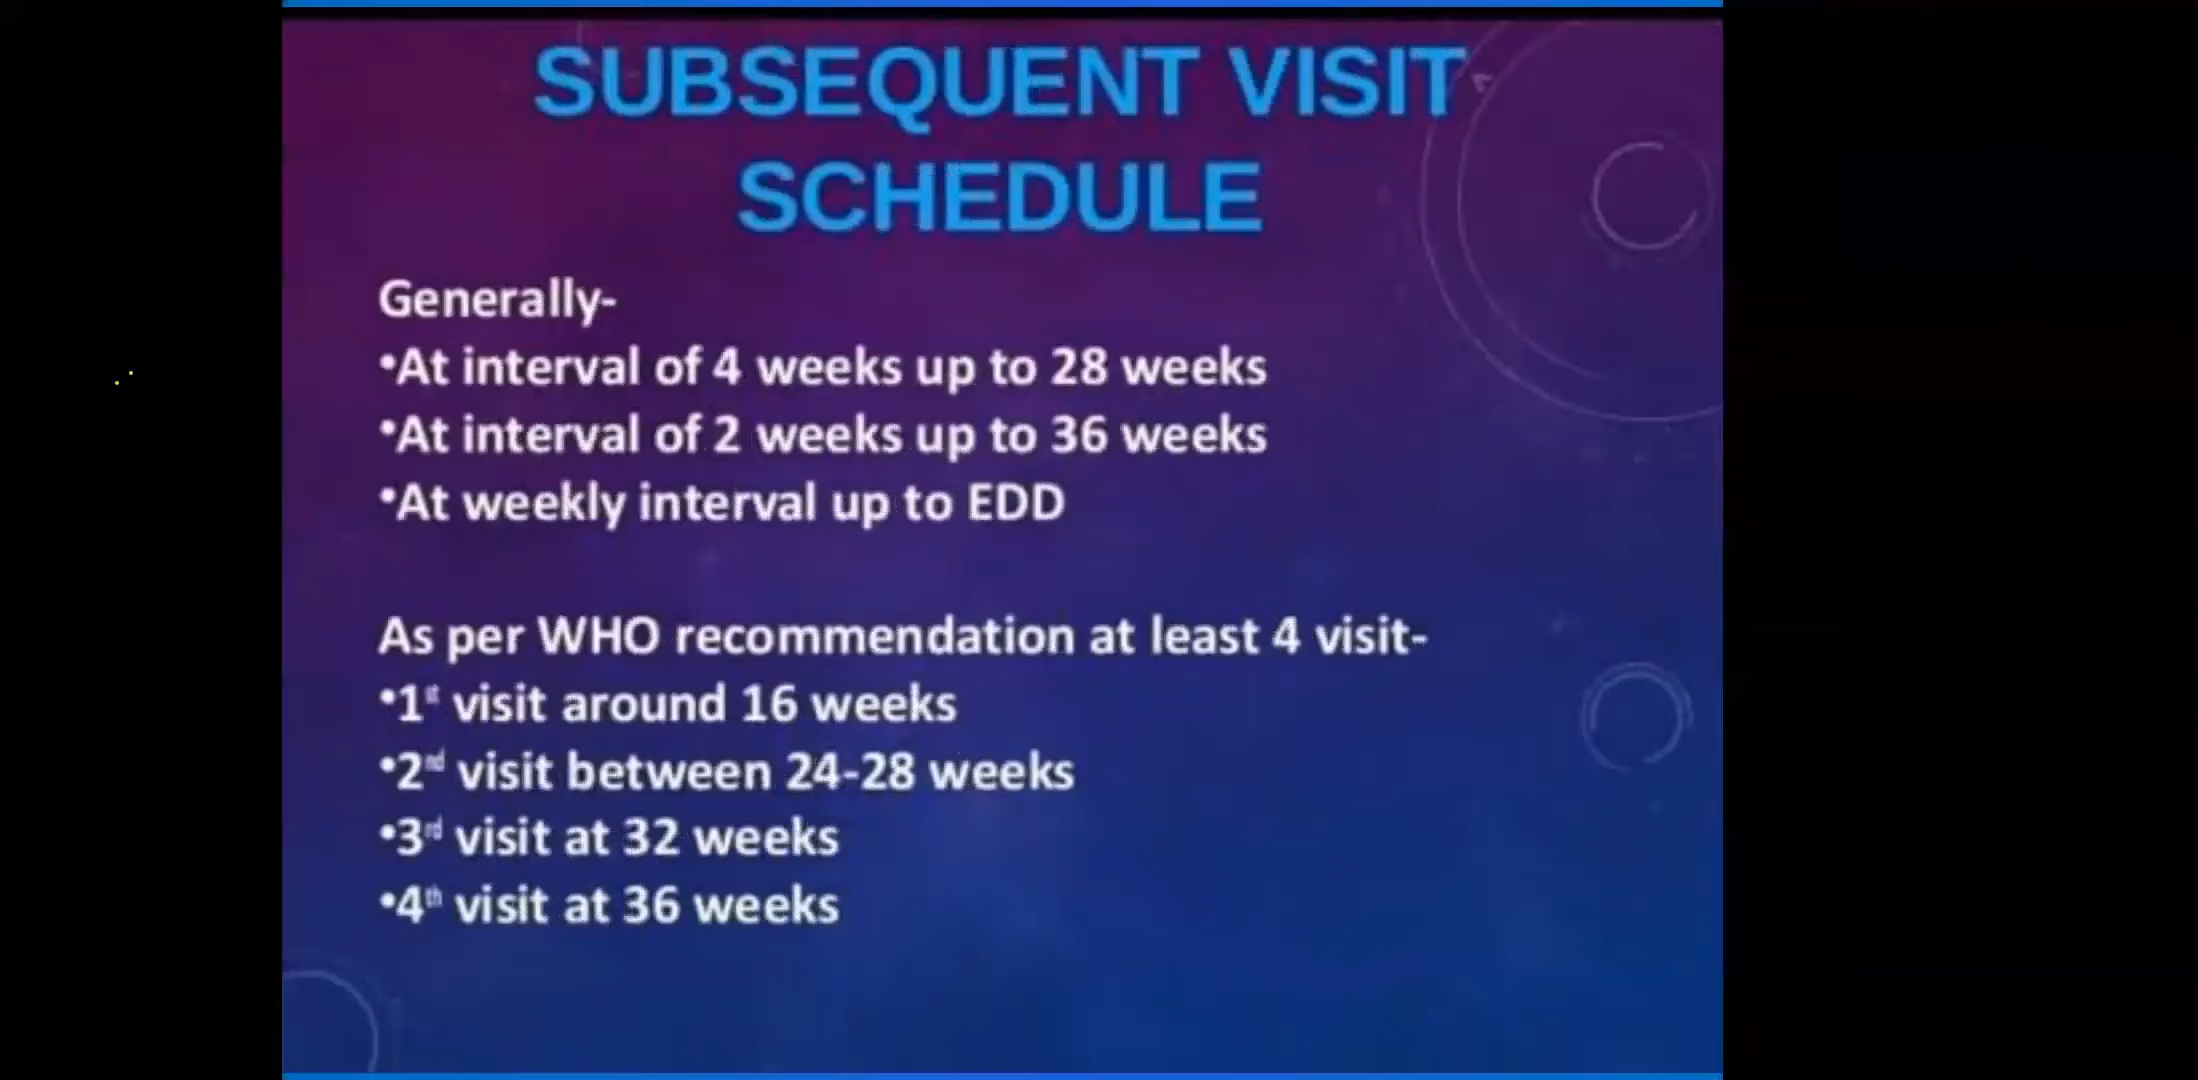 SUBSEQUENT VISIT
SCHEDULE
Generally-
•At interval of 4 weeks up to 28 weeks
•At interval of 2 weeks up to 36 weeks
•At weekly interval up to EDD
As per WHO recommendation at least 4 visit-
•1st visit around 16 weeks
•2nd visit between 24-28 weeks
•3rd visit at 32 weeks
•4th visit at 36 weeks